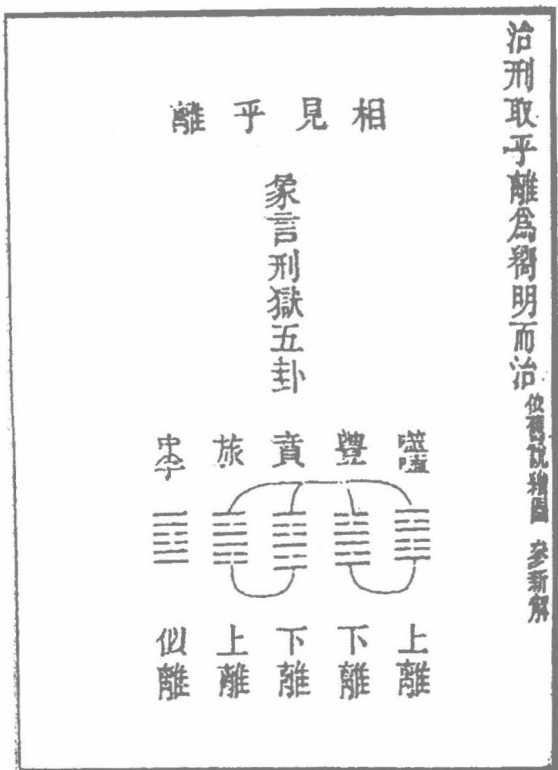 治刑取乎離爲嚮明而治 依舊說繪圖 參新解
相見乎離
象言刑獄五卦
噬嗑 豐 賁 旅 中孚
上離 下離 下離 上離 似離